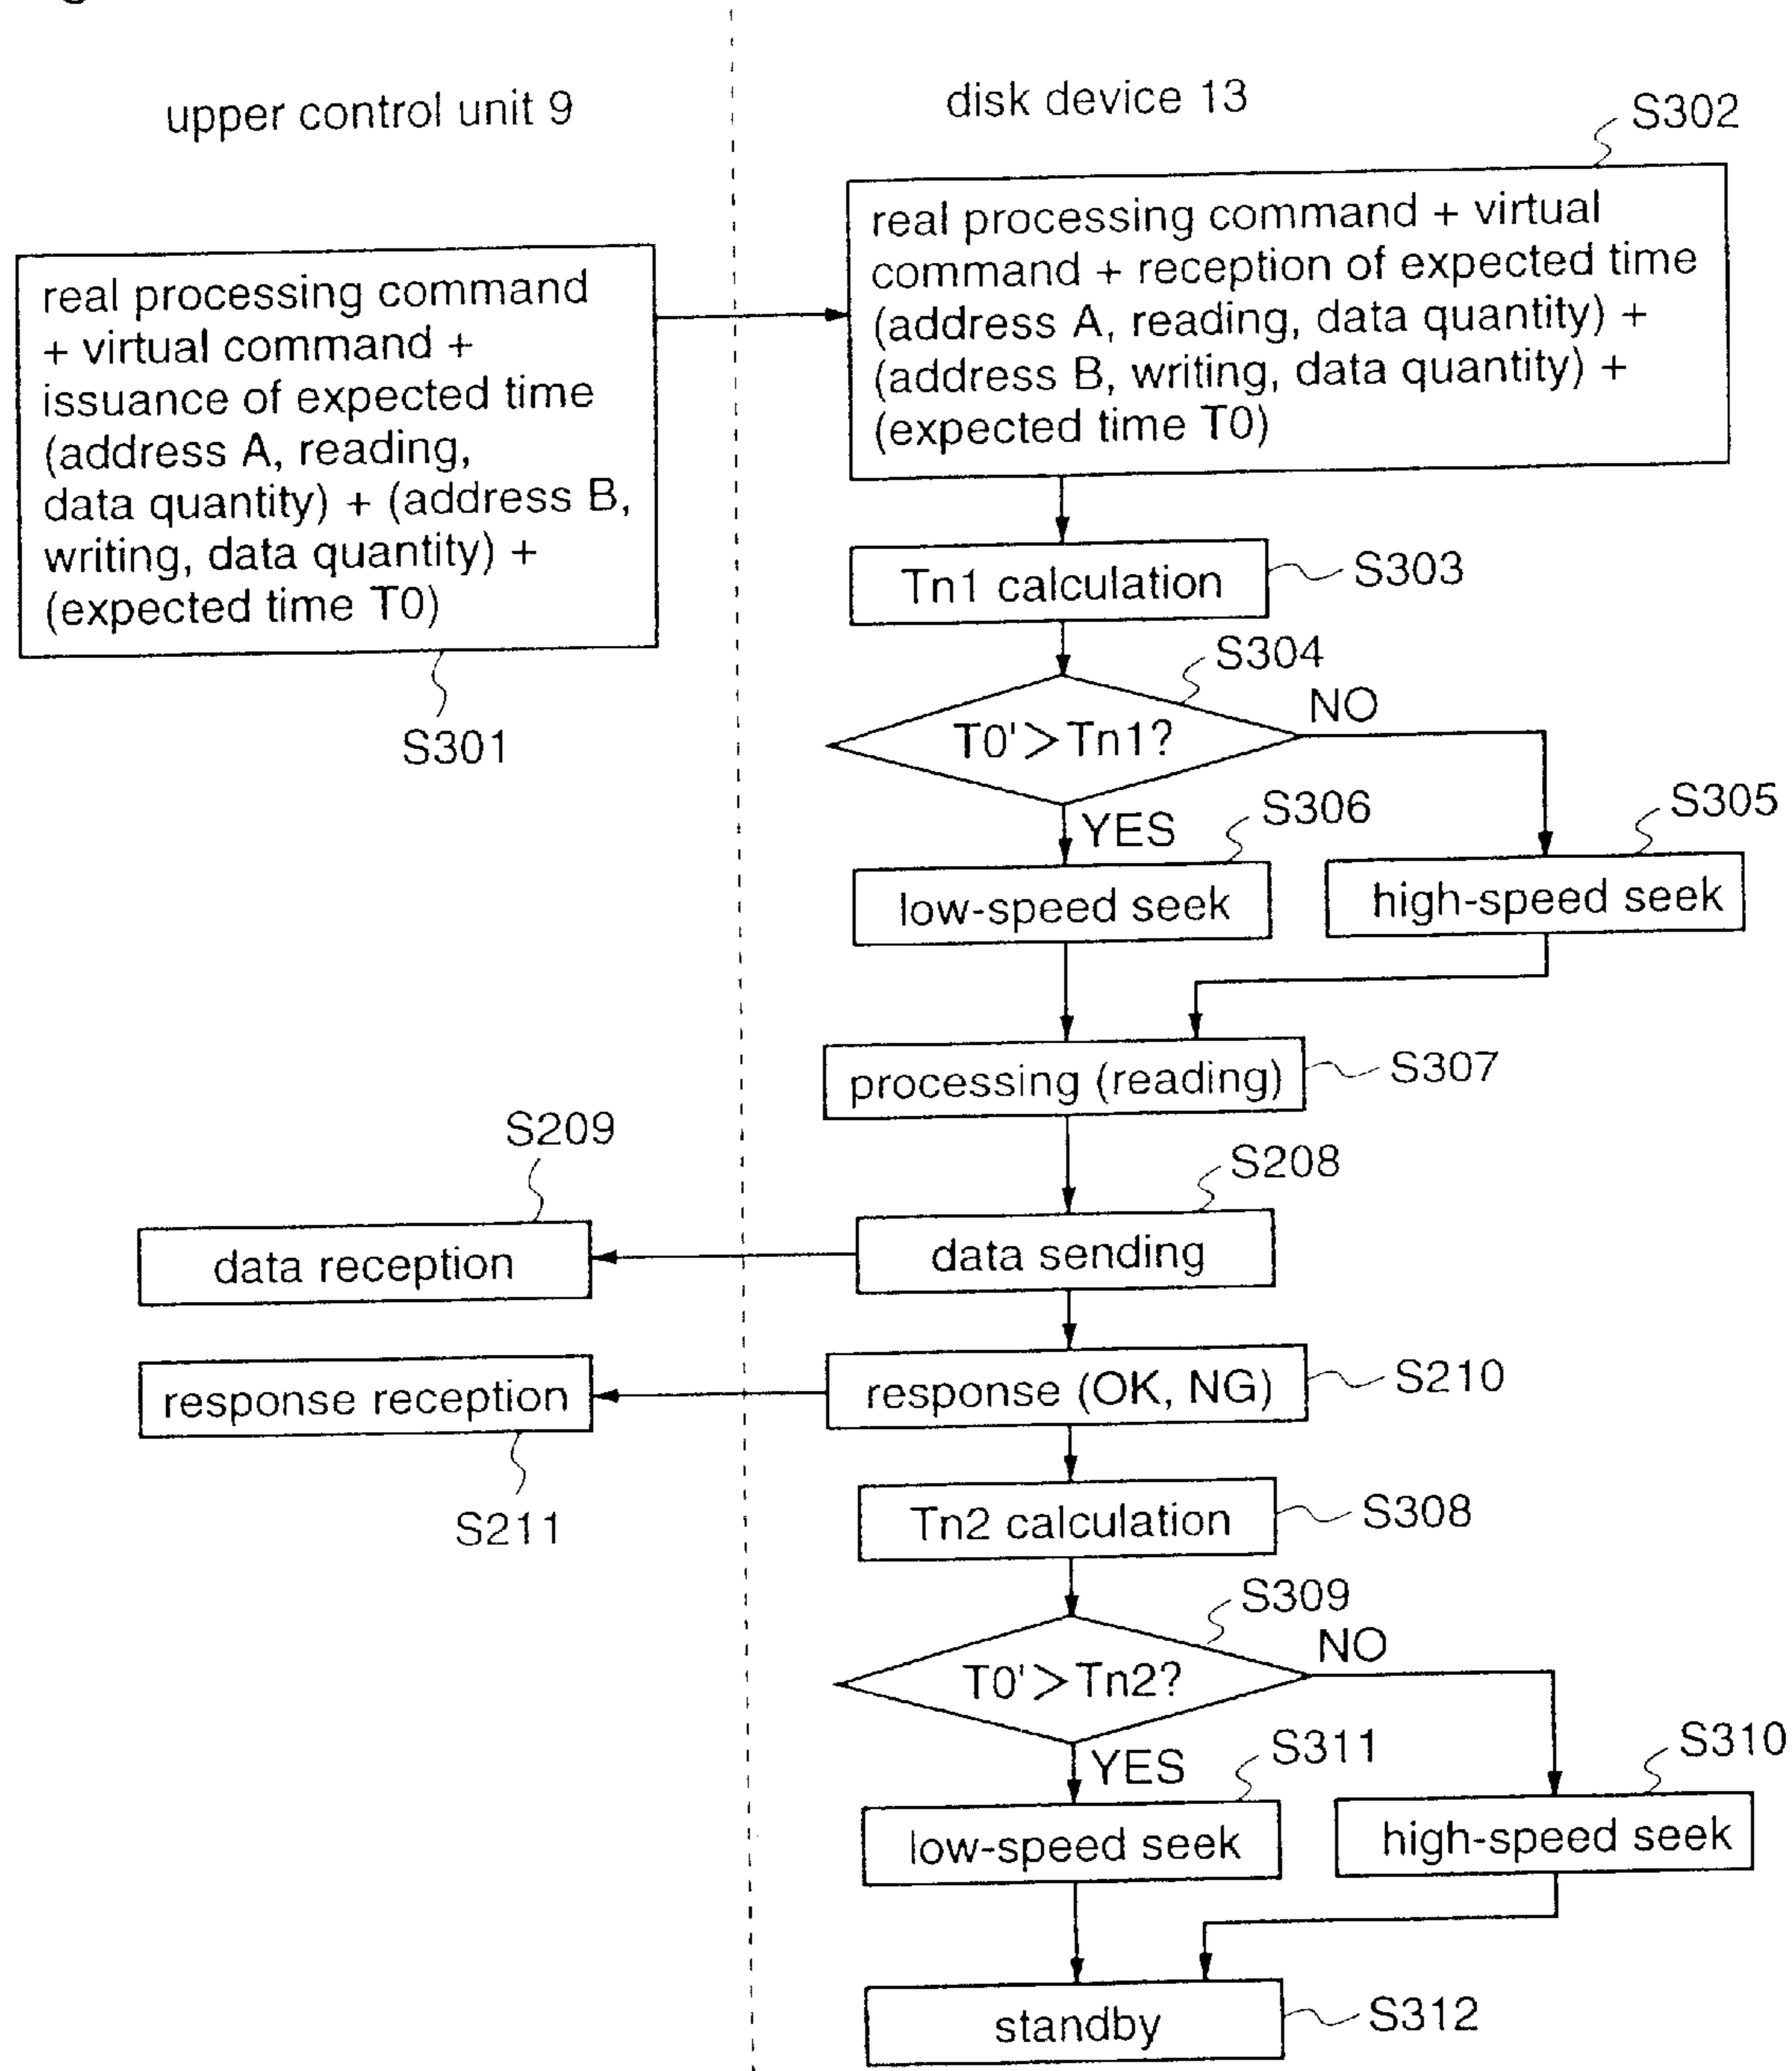 upper control unit 9
disk device 13
S302
real processing command + virtual
command + reception of expected time
(address A, reading, data quantity) +
(address B, writing, data quantity) +
(expected time T0)
real processing command
+ virtual command +
issuance of expected time
(address A, reading,
data quantity) + (address B,
writing, data quantity) +
(expected time T0)
S301
Tn1 calculation
S303
S304
T0'>Tn1?
NO
YES
S306
S305
low-speed seek
high-speed seek
processing (reading)
S307
S209
S208
data reception
data sending
response reception
response (OK, NG)
S210
S211
Tn2 calculation
S308
S309
T0'>Tn2?
NO
YES
S311
S310
low-speed seek
high-speed seek
standby
S312